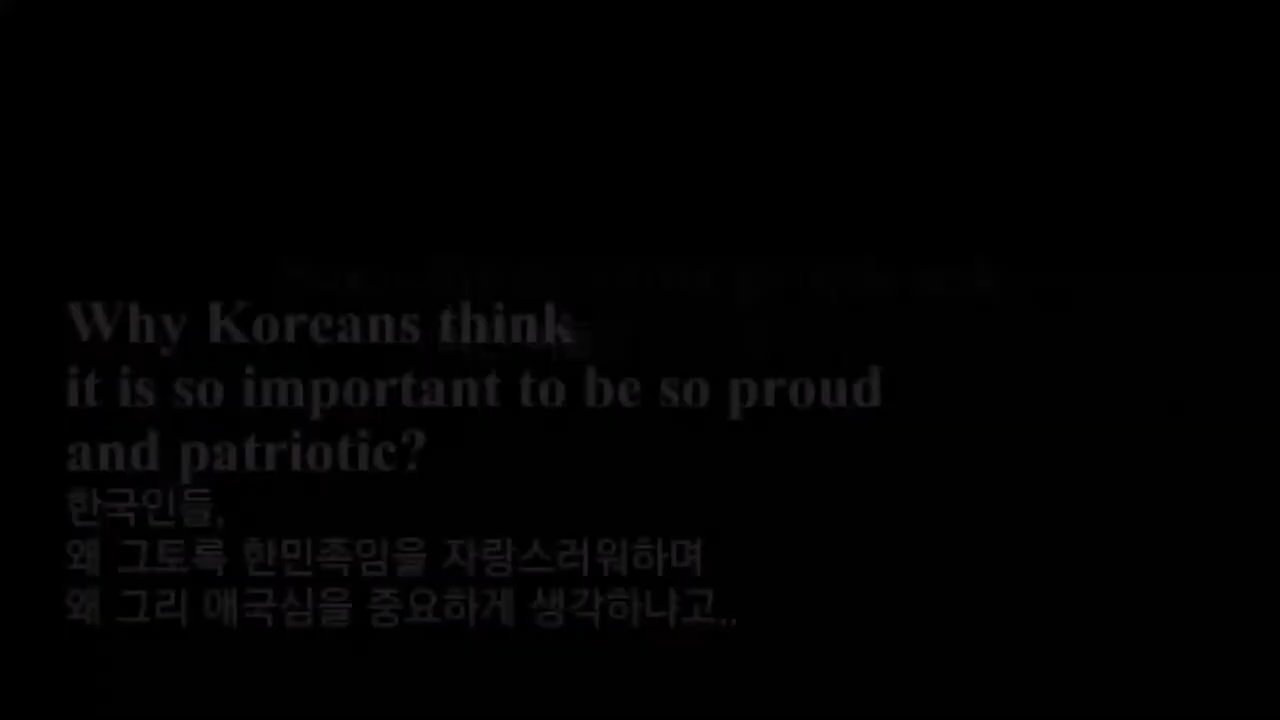 Why Koreans think
it is so important to be so proud
and patriotic?
한국인들,
왜 그토록 한민족임을 자랑스러워하며
왜 그리 애국심을 중요하게 생각하냐고..